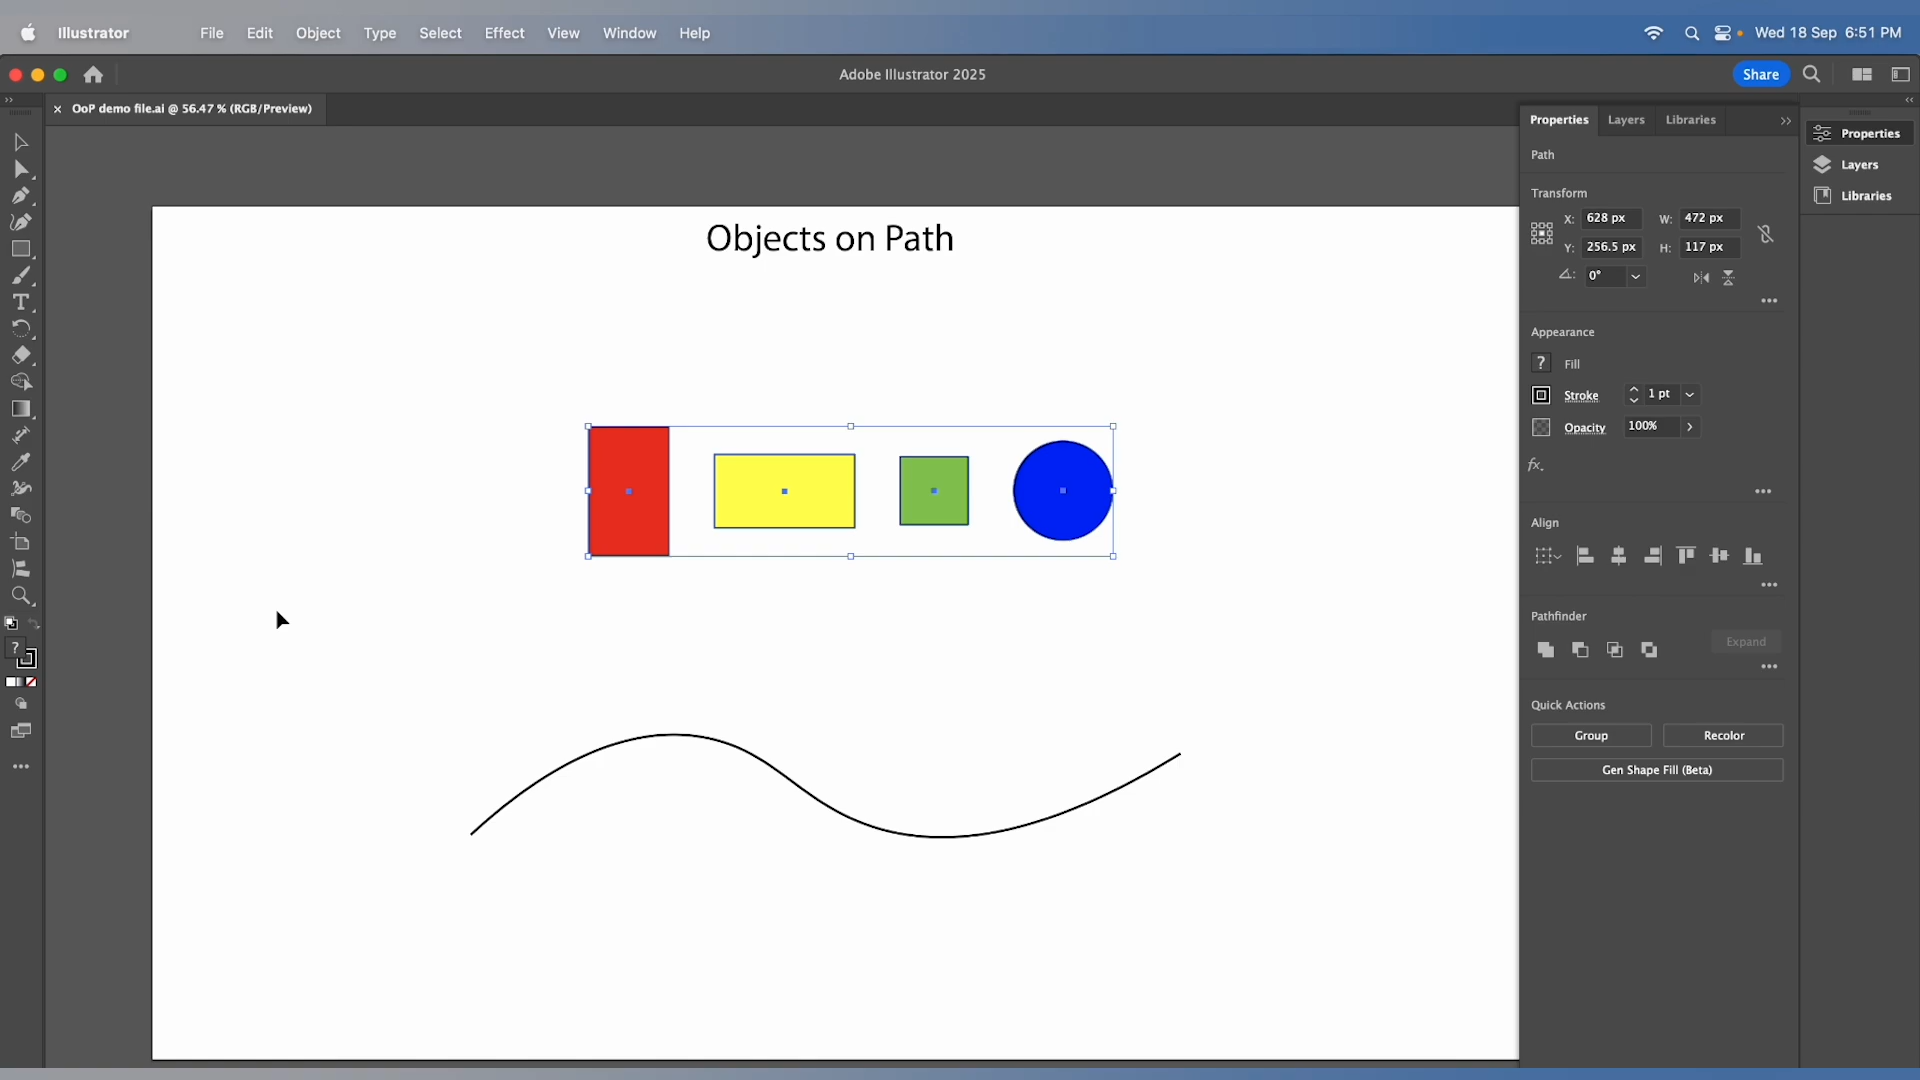 Illustrator File Edit Object Type Select Effect View Window Help Wed 18 Sep 6:51 PM
Adobe Illustrator 2025 Share
OoP demo file.ai @ 56.47 % (RGB/Preview)
Properties Layers Libraries
Properties
Layers
Libraries
Path
Transform
X: 628 px W: 472 px
Y: 256.5 px H: 117 px
0°
Appearance
? Fill
Stroke 1 pt
Opacity 100%
fx.
Align
Pathfinder
Expand
Quick Actions
Group Recolor
Gen Shape Fill (Beta)
Objects on Path
T
?